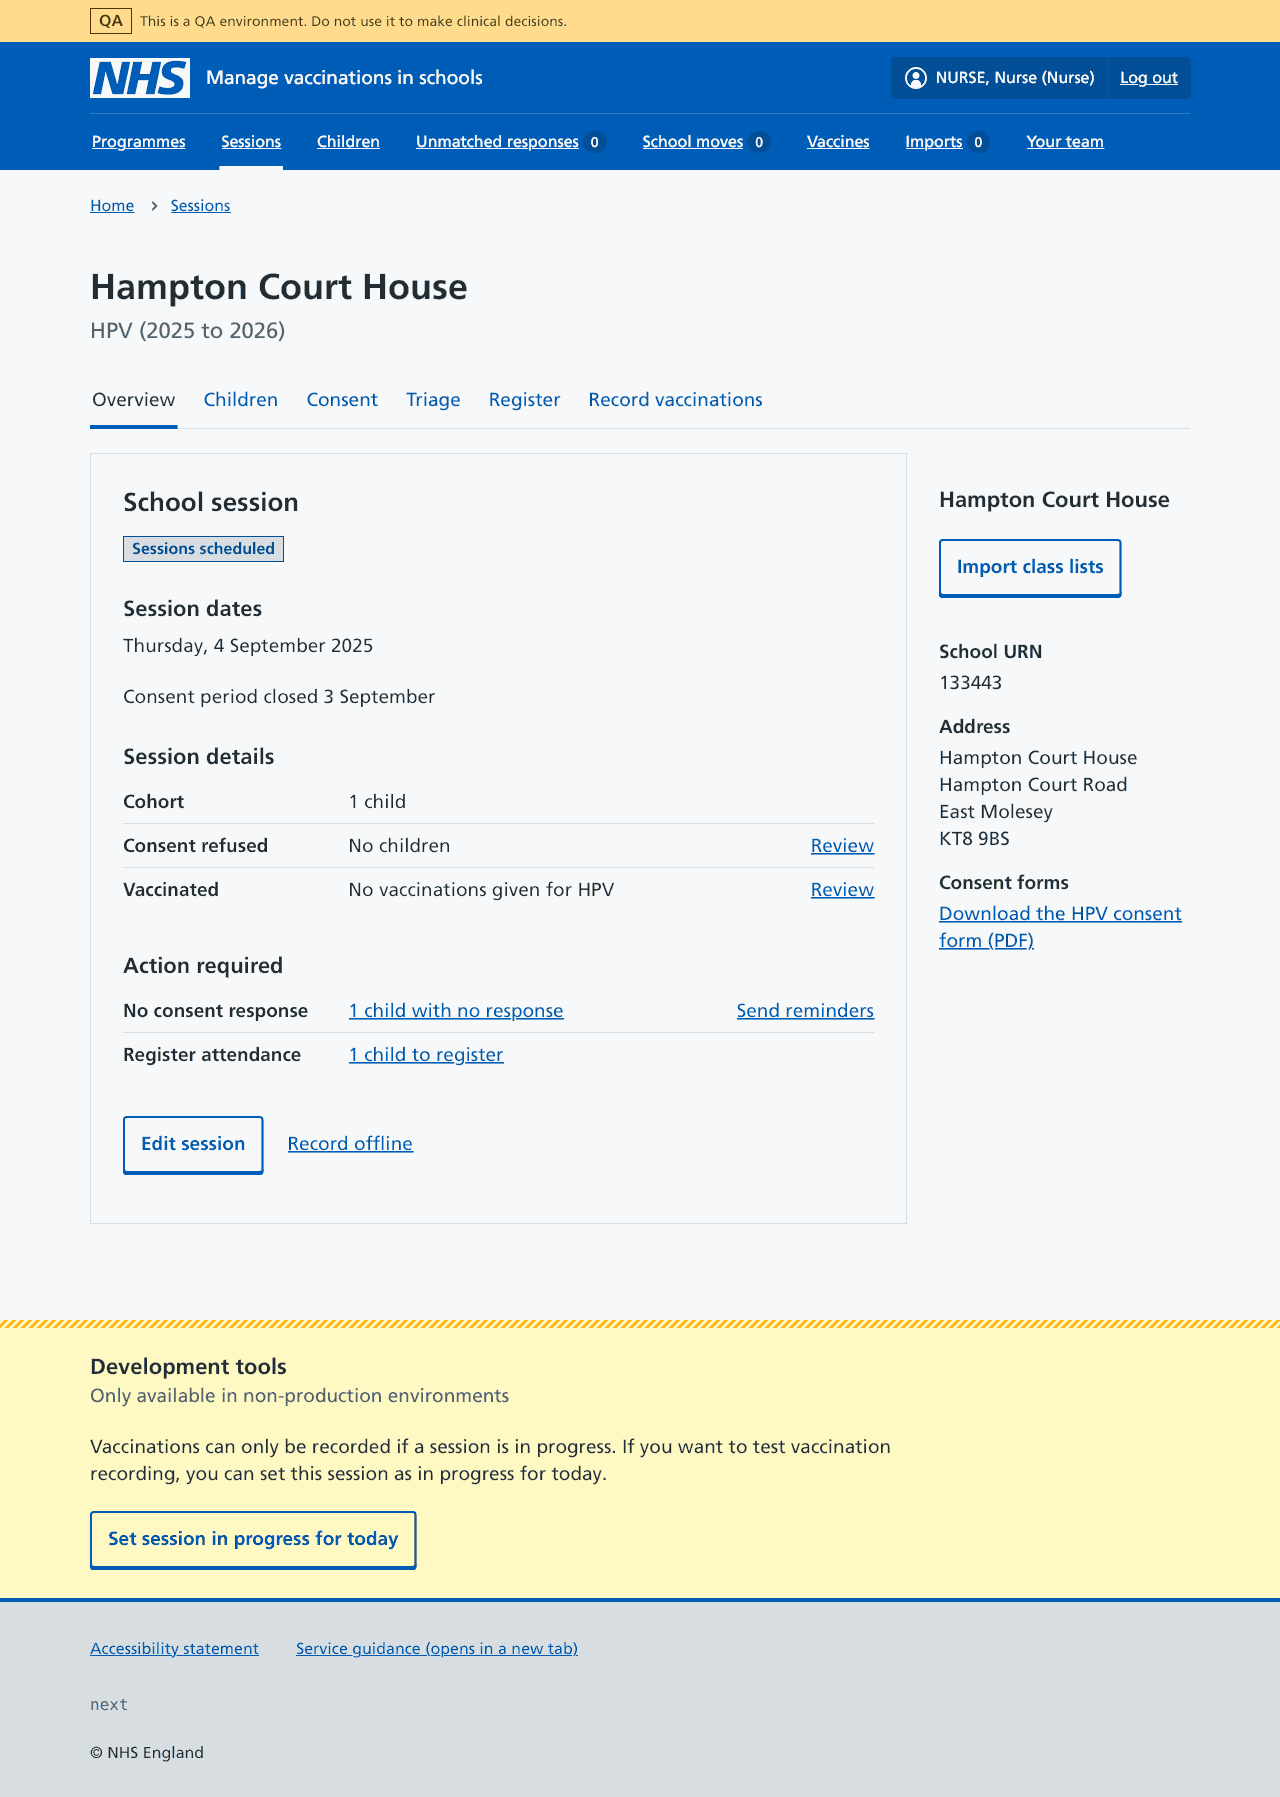 QA This is a QA environment. Do not use it to make clinical decisions.
NHS Manage vaccinations in schools NURSE, Nurse (Nurse) Log out
Programmes Sessions Children Unmatched responses 0 School moves 0 Vaccines Imports 0 Your team
Home Sessions
Hampton Court House
HPV (2025 to 2026)
Overview Children Consent Triage Register Record vaccinations
School session
Sessions scheduled
Session dates
Thursday, 4 September 2025
Consent period closed 3 September
Session details
Cohort 1 child
Consent refused No children Review
Vaccinated No vaccinations given for HPV Review
Action required
No consent response 1 child with no response Send reminders
Register attendance 1 child to register
Edit session Record offline
Hampton Court House
Import class lists
School URN
133443
Address
Hampton Court House
Hampton Court Road
East Molesey
KT8 9BS
Consent forms
Download the HPV consent
form (PDF)
Development tools
Only available in non-production environments
Vaccinations can only be recorded if a session is in progress. If you want to test vaccination
recording, you can set this session as in progress for today.
Set session in progress for today
Accessibility statement Service guidance (opens in a new tab)
next
© NHS England